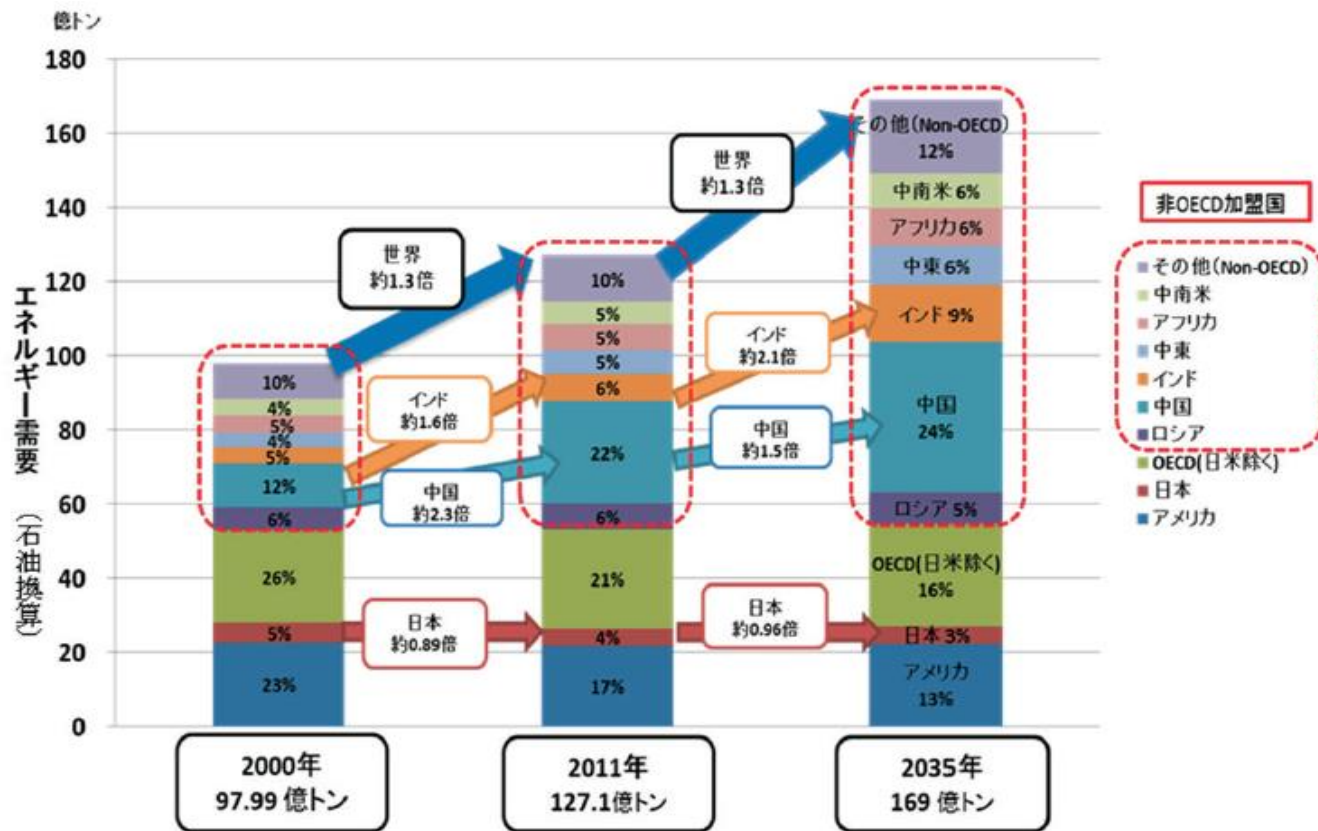 億トン
180
160
140
120
100
80
60
40
20
0
エネルギー需要
(石油換算)
世界
約1.3倍
世界
約1.3倍
インド
約1.6倍
中国
約2.3倍
インド
約2.1倍
中国
約1.5倍
日本
約0.89倍
日本
約0.96倍
10%
4%
5%
4%
5%
12%
6%
26%
5%
23%
10%
5%
5%
5%
6%
22%
6%
21%
4%
17%
その他(Non-OECD)
12%
中南米 6%
アフリカ 6%
中東 6%
インド 9%
中国
24%
ロシア 5%
OECD(日米除く)
16%
日本 3%
アメリカ
13%
2000年
97.99 億トン
2011年
127.1億トン
2035年
169 億トン
非OECD加盟国
その他(Non-OECD)
中南米
アフリカ
中東
インド
中国
ロシア
OECD(日米除く)
日本
アメリカ